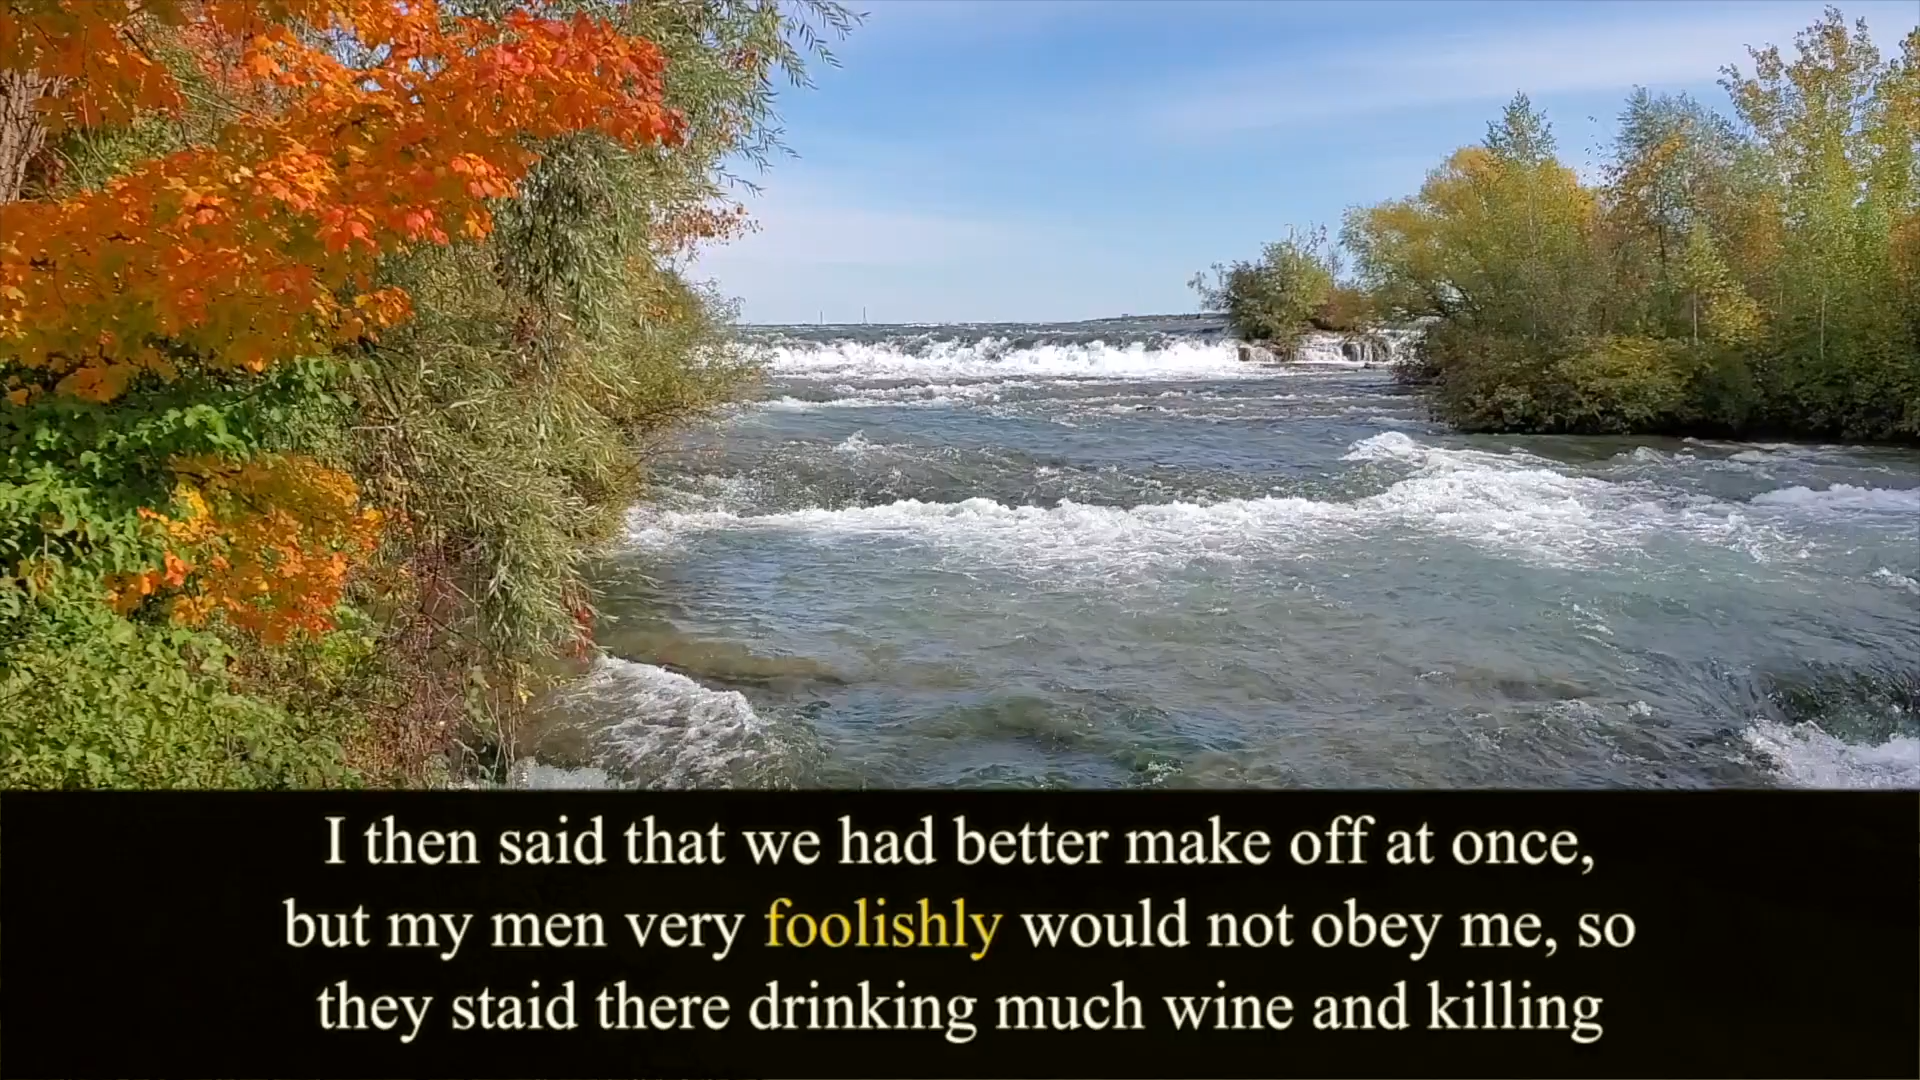 I then said that we had better make off at once,
but my men very foolishly would not obey me, so
they staid there drinking much wine and killing